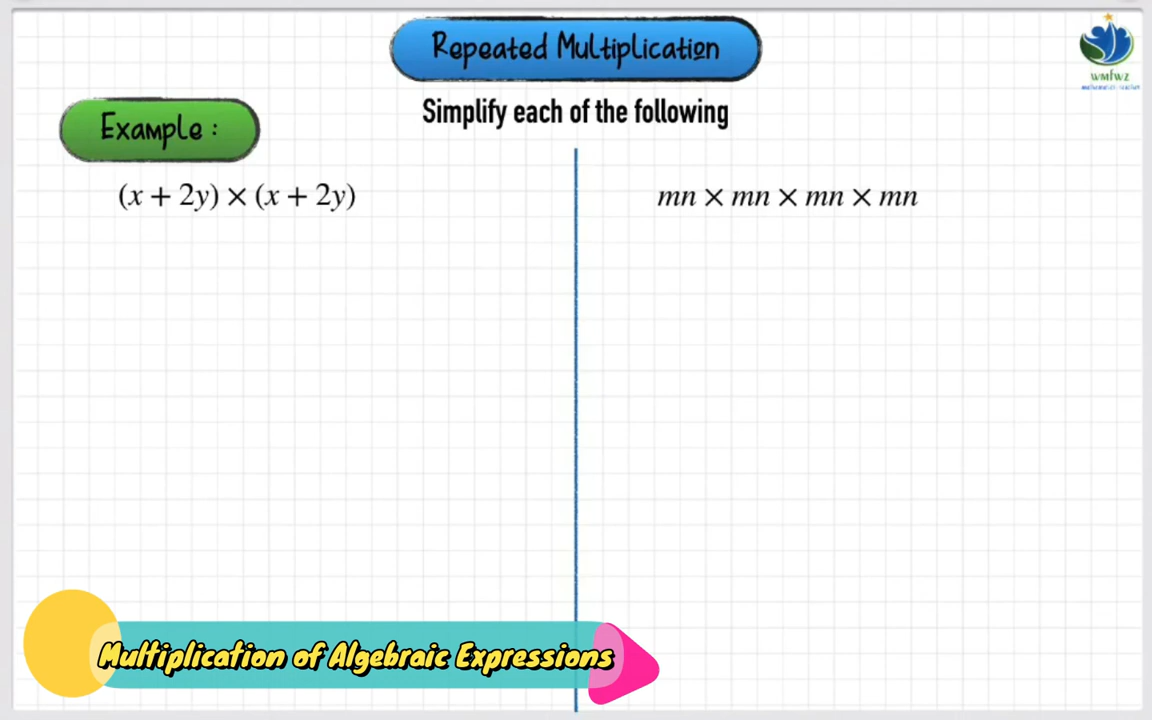 Repeated Multiplication
wmfwz
Simplify each of the following
Example :
(x + 2y) × (x + 2y)
mn × mn × mn × mn
Multiplication of Algebraic Expressions